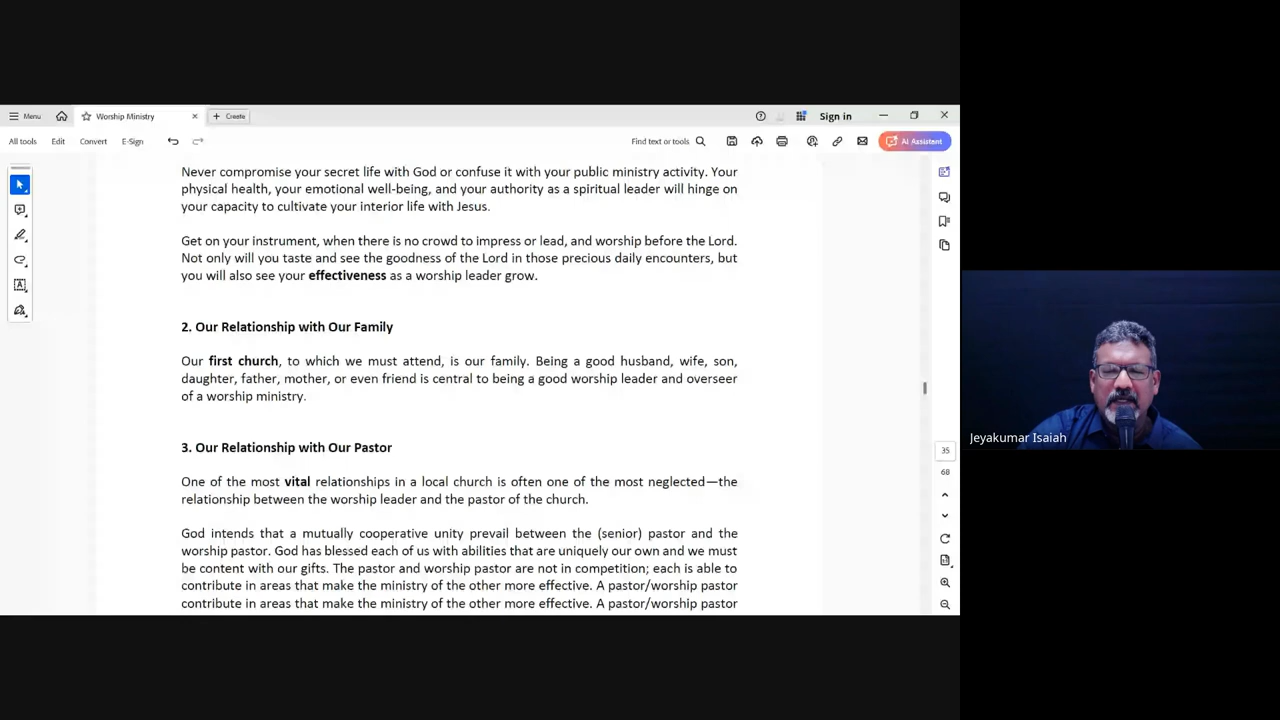 Menu
Worship Ministry
Create
Sign in
All tools
Edit
Convert
E-Sign
Find text or tools
AI Assistant
Never compromise your secret life with God or confuse it with your public ministry activity. Your
physical health, your emotional well-being, and your authority as a spiritual leader will hinge on
your capacity to cultivate your interior life with Jesus.
Get on your instrument, when there is no crowd to impress or lead, and worship before the Lord.
Not only will you taste and see the goodness of the Lord in those precious daily encounters, but
you will also see your effectiveness as a worship leader grow.
2. Our Relationship with Our Family
Our first church, to which we must attend, is our family. Being a good husband, wife, son,
daughter, father, mother, or even friend is central to being a good worship leader and overseer
of a worship ministry.
3. Our Relationship with Our Pastor
One of the most vital relationships in a local church is often one of the most neglected—the
relationship between the worship leader and the pastor of the church.
God intends that a mutually cooperative unity prevail between the (senior) pastor and the
worship pastor. God has blessed each of us with abilities that are uniquely our own and we must
be content with our gifts. The pastor and worship pastor are not in competition; each is able to
contribute in areas that make the ministry of the other more effective. A pastor/worship pastor
contribute in areas that make the ministry of the other more effective. A pastor/worship pastor
35
68
Jeyakumar Isaiah